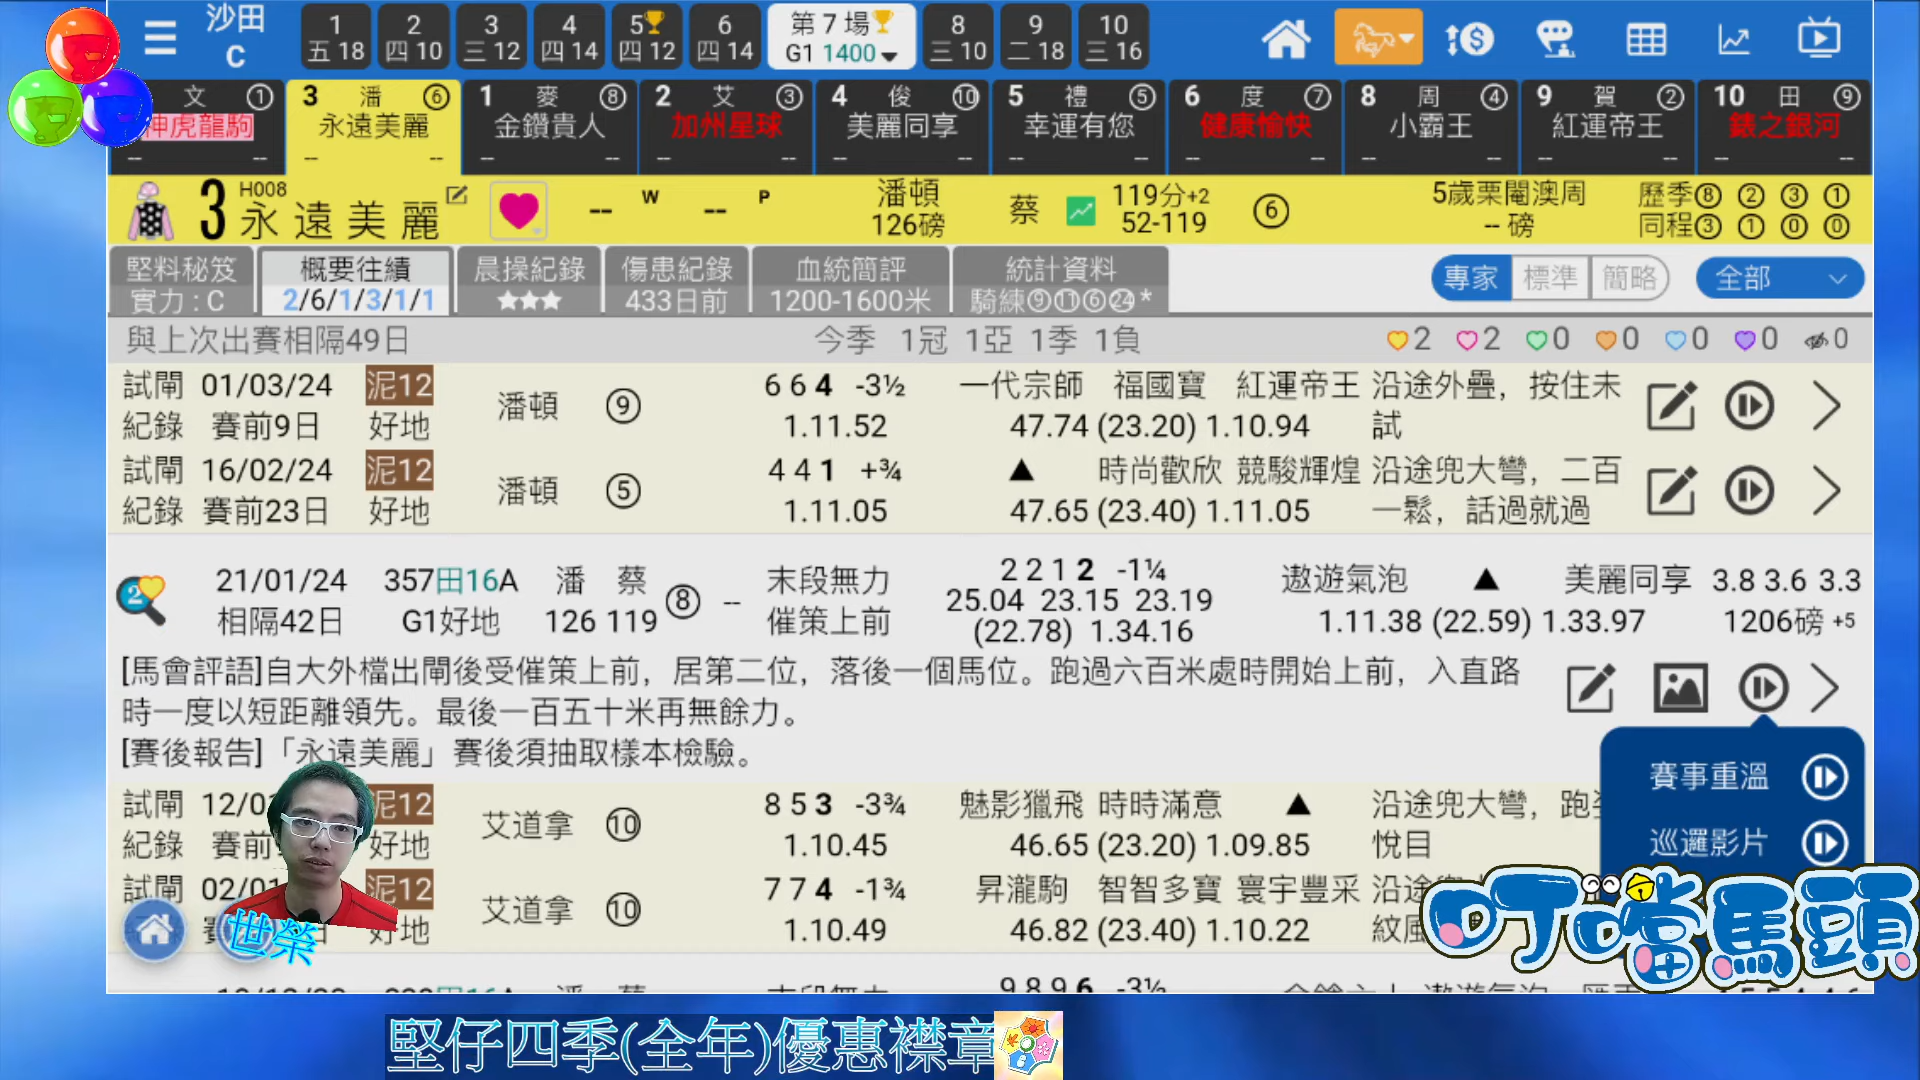 沙田 C
1 五 18
2 四 10
3 三 12
4 四 14
5 四 12
6 四 14
第 7 場 G1 1400
8 三 10
9 二 18
10 三 16
文 ① 神虎龍駒 -- --
3 潘 ⑥ 永遠美麗 -- --
1 麥 ⑧ 金鑽貴人 -- --
2 艾 ③ 加州星球 -- --
4 俊 ⑩ 美麗同享 -- --
5 禮 ⑤ 幸運有您 -- --
6 度 ⑦ 健康愉快 -- --
8 周 ④ 小霸王 -- --
9 賀 ② 紅運帝王 -- --
10 田 ⑨ 錶之銀河 -- --
3 H008 永遠美麗 -- W -- P 潘頓 126磅 蔡 119分+2 52-119 ⑥ 5歲栗閹澳周 -- 磅
歷季⑧ ② ③ ①
同程③ ① ⓪ ⓪
堅料秘笈 實力 : C
概要往績 2/6/1/3/1/1
晨操紀錄 ★★★
傷患紀錄 433日前
血統簡評 1200-1600米
統計資料 騎練⑨⑪⑥㉔ *
專家 標準 簡略 全部
與上次出賽相隔49日 今季 1冠 1亞 1季 1負 2 2 0 0 0 0 0
試閘 01/03/24 泥12 潘頓 ⑨ 6 6 4 -3½ 一代宗師 福國寶 紅運帝王 沿途外疊，按住未
紀錄 賽前9日 好地 1.11.52 47.74 (23.20) 1.10.94 試
試閘 16/02/24 泥12 潘頓 ⑤ 4 4 1 +¾ ▲ 時尚歡欣 競駿輝煌 沿途兜大彎，二百
紀錄 賽前23日 好地 1.11.05 47.65 (23.40) 1.11.05 一鬆，話過就過
2 21/01/24 357田16A 潘 蔡 ⑧ -- 末段無力 2 2 1 2 -1¼ 遨遊氣泡 ▲ 美麗同享 3.8 3.6 3.3
相隔42日 G1好地 126 119 催策上前 25.04 23.15 23.19 1.11.38 (22.59) 1.33.97 1206磅 +5
(22.78) 1.34.16
[馬會評語]自大外檔出閘後受催策上前，居第二位，落後一個馬位。跑過六百米處時開始上前，入直路
時一度以短距離領先。最後一百五十米再無餘力。
[賽後報告]「永遠美麗」賽後須抽取樣本檢驗。
賽事重溫
巡邏影片
試閘 12/0 泥12 艾道拿 ⑩ 8 5 3 -3¾ 魅影獵飛 時時滿意 ▲ 沿途兜大彎，跑
紀錄 賽前 好地 1.10.45 46.65 (23.20) 1.09.85 悅目
試閘 02/01 泥12 艾道拿 ⑩ 7 7 4 -1¾ 昇瀧駒 智智多寶 寰宇豐采 沿途
好地 1.10.49 46.82 (23.40) 1.10.22 紋風
世榮
叮噹馬頭
堅仔四季(全年)優惠襟章